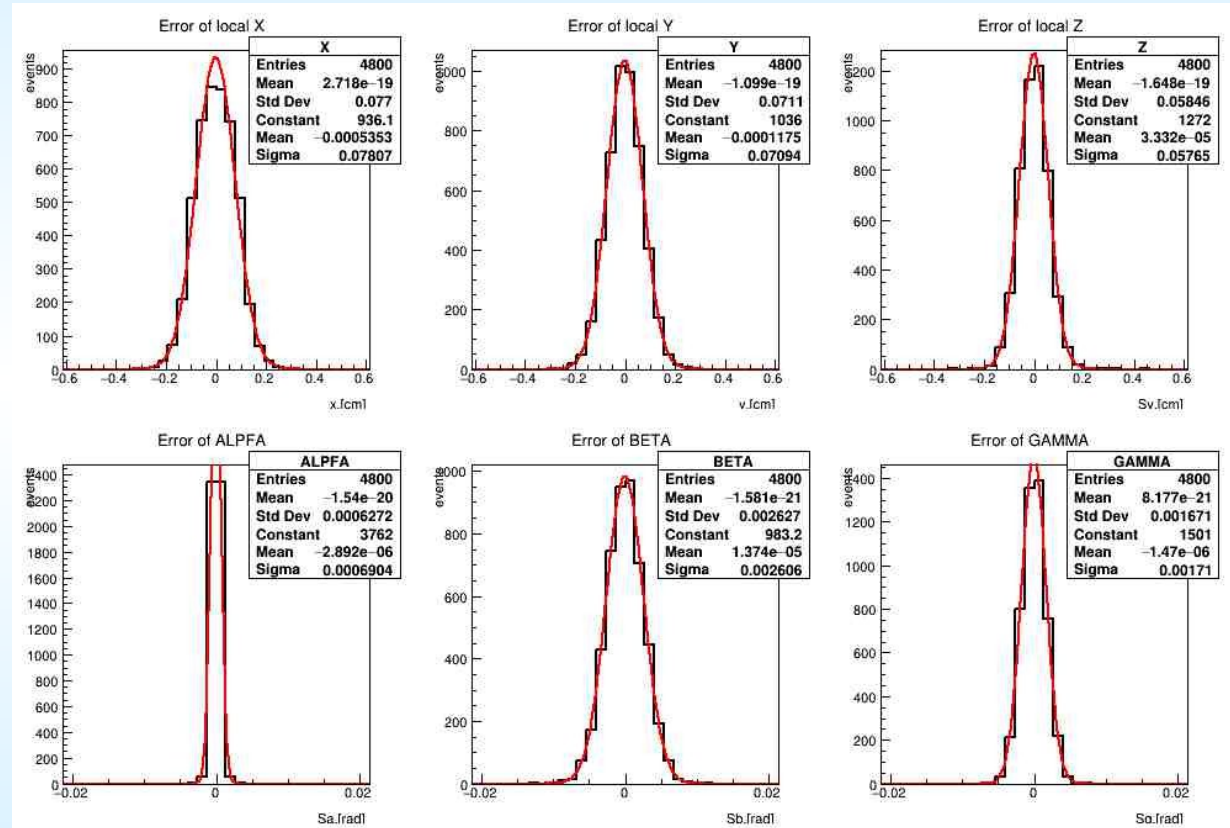 Error of local X
X
Entries 4800
Mean 2.718e−19
Std Dev 0.077
Constant 936.1
Mean −0.0005353
Sigma 0.07807
events
900
800
700
600
500
400
300
200
100
0
−0.6 −0.4 −0.2 0 0.2 0.4 0.6
x,[cm]
Error of local Y
Y
Entries 4800
Mean −1.099e−19
Std Dev 0.0711
Constant 1036
Mean −0.0001175
Sigma 0.07094
events
1000
800
600
400
200
0
−0.6 −0.4 −0.2 0 0.2 0.4 0.6
Error of local Z
Z
Entries 4800
Mean −1.648e−19
Std Dev 0.05846
Constant 1272
Mean 3.332e−05
Sigma 0.05765
events
1200
1000
800
600
400
200
0
−0.6 −0.4 −0.2 0 0.2 0.4 0.6
Error of ALPFA
ALPFA
Entries 4800
Mean −1.54e−20
Std Dev 0.0006272
Constant 3762
Mean −2.892e−06
Sigma 0.0006904
events
2400
2200
2000
1800
1600
1400
1200
1000
800
600
400
200
0
−0.02 0 0.02
Sa,[rad]
Error of BETA
BETA
Entries 4800
Mean −1.581e−21
Std Dev 0.002627
Constant 983.2
Mean 1.374e−05
Sigma 0.002606
events
1000
800
600
400
200
0
−0.02 0 0.02
Sb,[rad]
Error of GAMMA
GAMMA
Entries 4800
Mean 8.177e−21
Std Dev 0.001671
Constant 1501
Mean −1.47e−06
Sigma 0.00171
events
1400
1200
1000
800
600
400
200
0
−0.02 0 0.02